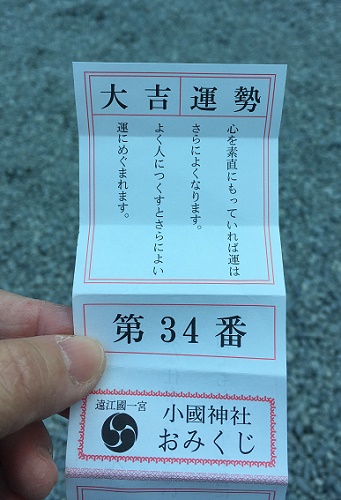 大吉 運勢
心を素直にもっていれば運は
さらによくなります。
よく人につくすとさらによい
運にめぐまれます。
第34番
遠江國一宮
小國神社
おみくじ